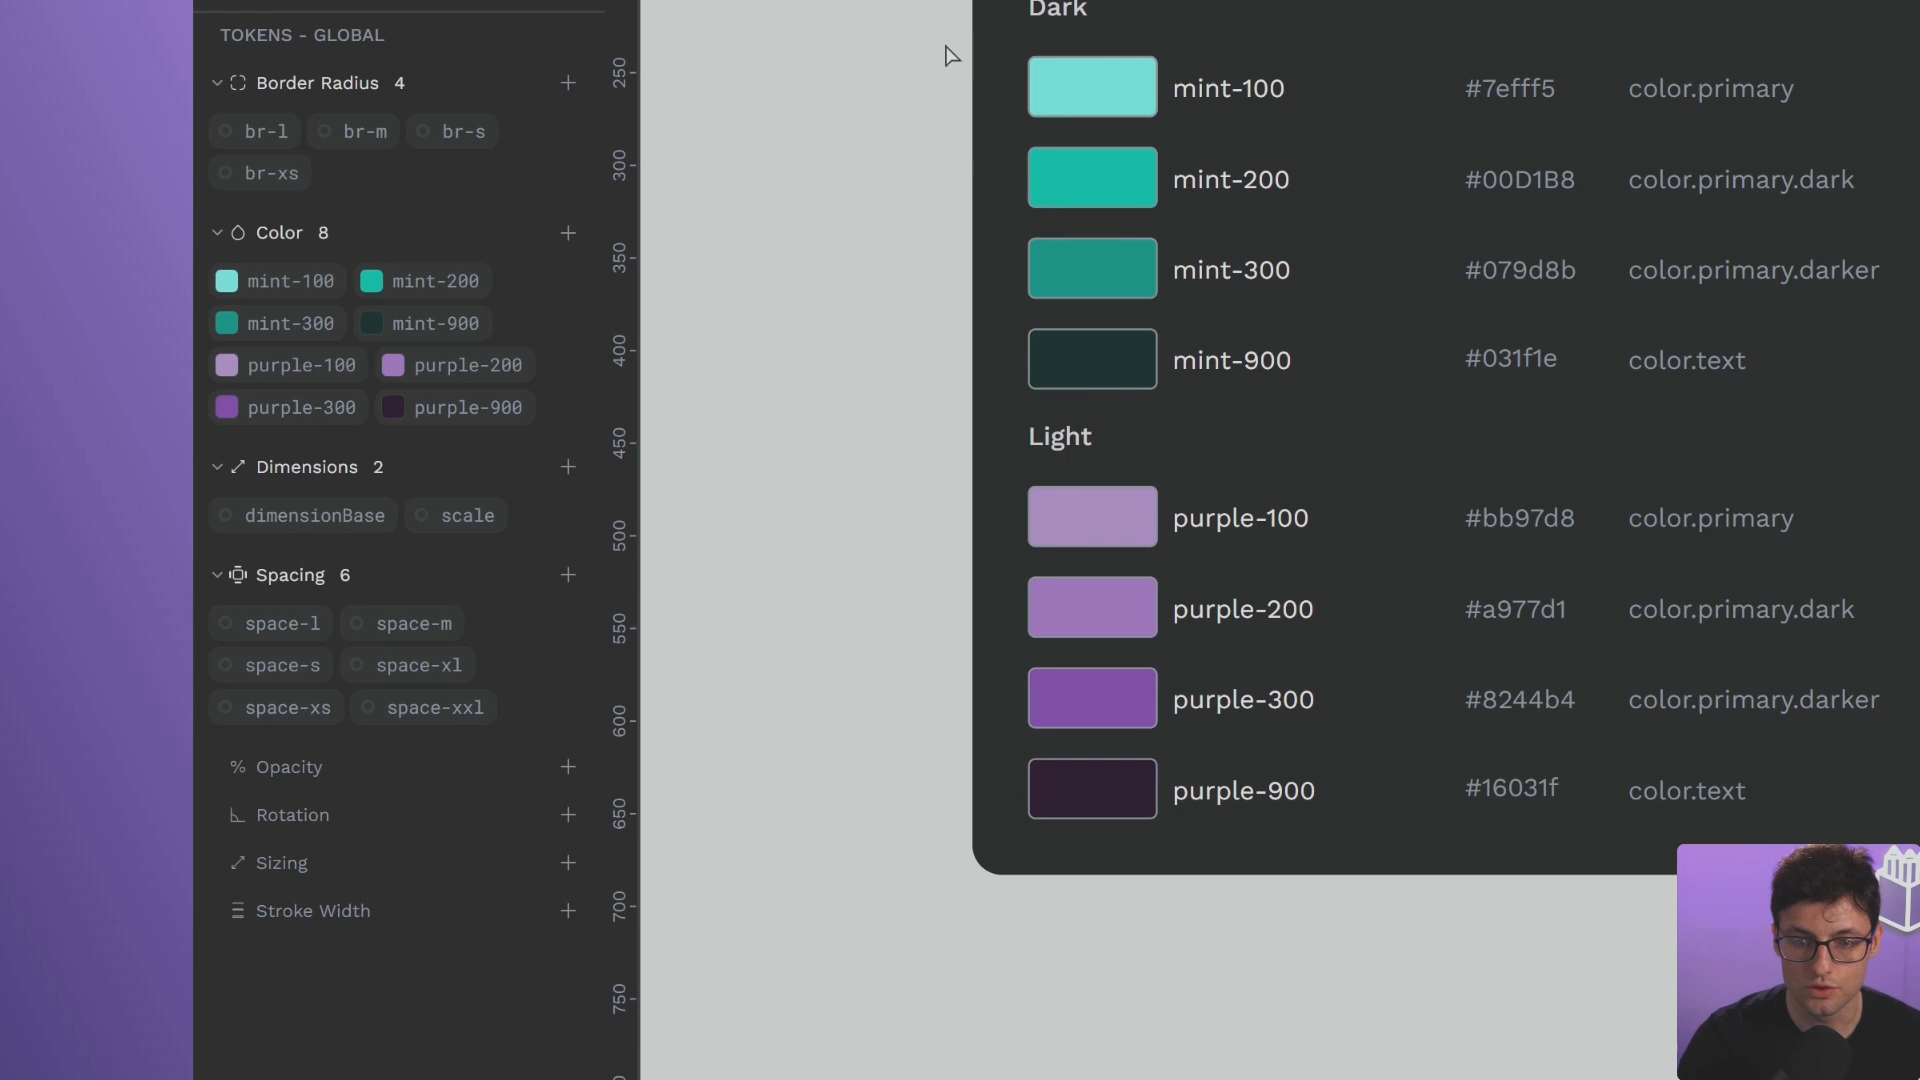 TOKENS - GLOBAL
Border Radius 4
br-l br-m br-s
br-xs
Color 8
mint-100 mint-200
mint-300 mint-900
purple-100 purple-200
purple-300 purple-900
Dimensions 2
dimensionBase scale
Spacing 6
space-l space-m
space-s space-xl
space-xs space-xxl
% Opacity
Rotation
Sizing
Stroke Width
250
300
350
400
450
500
550
600
650
700
750
Dark
mint-100 #7efff5 color.primary
mint-200 #00D1B8 color.primary.dark
mint-300 #079d8b color.primary.darker
mint-900 #031f1e color.text
Light
purple-100 #bb97d8 color.primary
purple-200 #a977d1 color.primary.dark
purple-300 #8244b4 color.primary.darker
purple-900 #16031f color.text